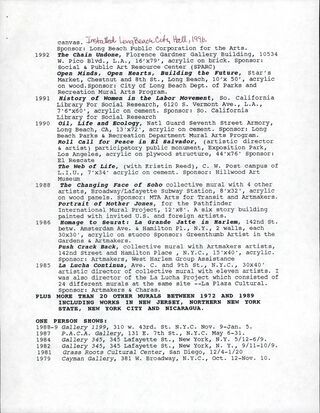 canvas. Installed Long Beach City Hall, 1996
Sponsor: Long Beach Public Corporation for the Arts.
1992 The Chain Undone, Florence Gardner Gallery Building, 10534
W. Pico Blvd, L.A., 16'x79', acrylic on brick. Sponsor:
Social & Public Art Resource Center (SPARC)
Open Minds, Open Hearts, Building the Future, Star's
Market, Chestnut and 8th St., Long Beach, 10'x 50', acrylic
on wood.Sponsor: City of Long Beach Dept. of Parks and
Recreation Mural Arts Program.
1991 History of Women in the Labor Movement, So. California
Library For Social Research, 6120 S. Vermont Ave., L.A.,
7'6"x60', acrylic on cement. Sponsor: So. California
Library for Social Research
1990 Oil, Life and Ecology, Natl Guard Seventh Street Armory,
Long Beach, CA, 13'x72', acrylic on cement. Sponsor: Long
Beach Parks & Recreation Department Mural Arts Program.
Roll Call for Peace in El Salvador, (artistic director
/artist) participatory public monument, Exposition Park,
Los Angeles, acrylic on plywood structure, 44'x76' Sponsor:
El Rescate
The Web of Life, (with Kristin Reed), C. W. Post campus of
L.I.U., 7'x34' acrylic on cement. Sponsor: Hillwood Art
Museum
1988 The Changing Face of Soho collective mural with 4 other
artists, Broadway/Lafayette Subway Station, 8'x32', acrylic
on wood panels. Sponsor: MTA Arts for Transit and Artmakers.
Portrait of Mother Jones, for the Pathfinder
International Mural Project, 12'x8'. A six story building
painted with invited U.S. and foreign artists.
1986 Homage to Seurat: La Grande Jatte in Harlem, 142nd St.
betw. Amsterdam Ave. & Hamilton Pl., N.Y., 2 walls, each
30'x30', acrylic on stucco Sponsor: Greenthumb Artist in the
Gardens & Artmakers.
Push Crack Back, collective mural with Artmakers artists,
142nd Street and Hamilton Place , N.Y.C., 13'x40', acrylic.
Sponsor: Artmakers, West Harlem Group Assistance
1985 La Lucha Continua, Ave. C and 9th St., N.Y.C., 30X40'
artistic director of collective mural with eleven artists. I
was also director of the La Lucha Project which consisted of
24 different murals at the same site --La Plaza Cultural.
Sponsor: Artmakers & Charas.
PLUS MORE THAN 20 OTHER MURALS BETWEEN 1972 AND 1989
INCLUDING WORKS IN NEW JERSEY, NORTHERN NEW YORK
STATE, NEW YORK CITY AND NICARAGUA.
ONE PERSON SHOWS:
1988-9 Gallery 1199, 310 w. 43rd. St. N.Y.C. Nov. 9-Jan. 5.
1987 P.A.C.A. Gallery, 131 E. 7th St., N.Y.C. May 6-31.
1984 Gallery 345, 345 Lafayette St., New York, N.Y. 5/12-6/9.
1982 Gallery 345, 345 Lafayette St., New York, N. Y. 9/11-10/9.
1981 Grass Roots Cultural Center, San Diego, 12/4-1/20
1979 Cayman Gallery, 381 W. Broadway, N.Y.C., Oct. 12-Nov. 10.